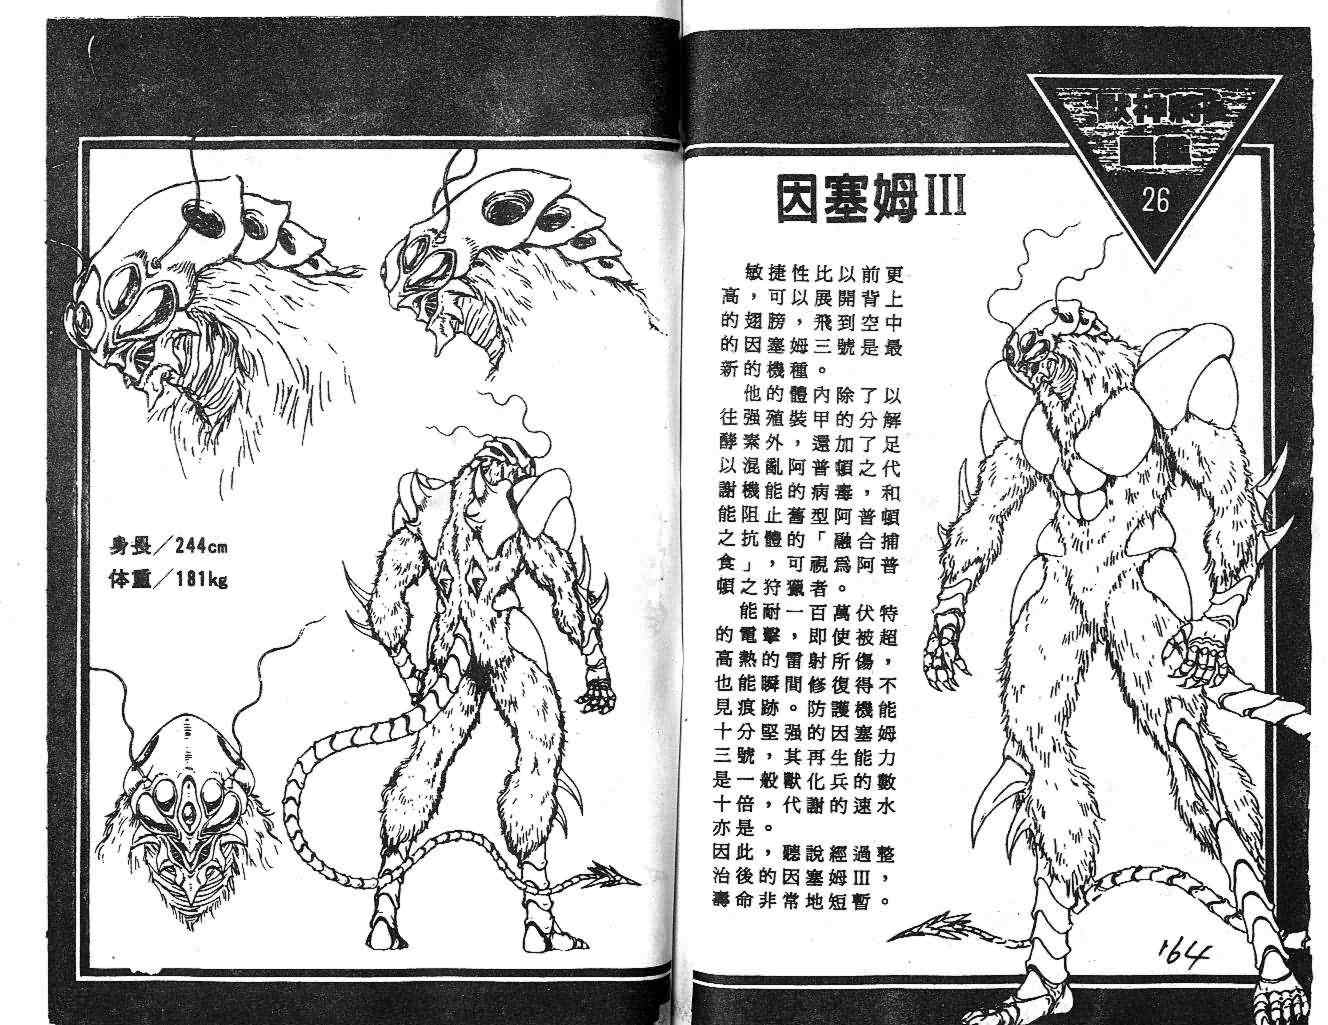 身長／244cm
体重／181kg
獸神將
26
因塞姆III
敏捷性比以前更
高，可以展開背上
的翅膀，飛到空中
的因塞姆三號是最
新的機種。
他的體內除了以
往强殖裝甲的分解
酵素外，還加了足
以混亂阿普頓之代
謝機能的病毒，和
能阻止舊型阿普頓
之抗體的「融合捕
食」，可視爲阿普
頓之狩獵者。
能耐一百萬伏特
的電擊，即使被超
高熱的雷射所傷，
也能瞬間修復得不
見痕跡。防護機能
十分堅强的因塞姆
三號，其再生能力
是一般獸化兵的數
十倍，代謝的速水
亦是。
因此，聽說經過整
治後的因塞姆III，
壽命非常地短暫。
164